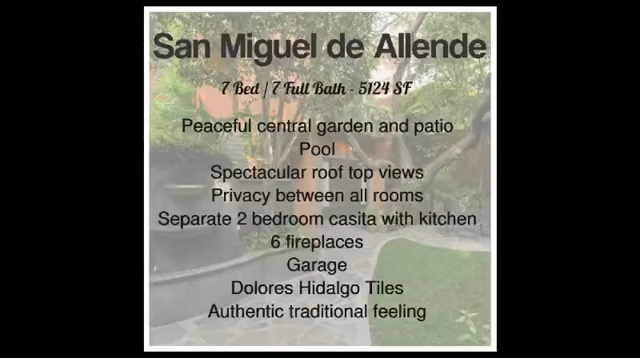 San Miguel de Allende
7 Bed / 7 Full Bath - 5124 SF
Peaceful central garden and patio
Pool
Spectacular roof top views
Privacy between all rooms
Separate 2 bedroom casita with kitchen
6 fireplaces
Garage
Dolores Hidalgo Tiles
Authentic traditional feeling